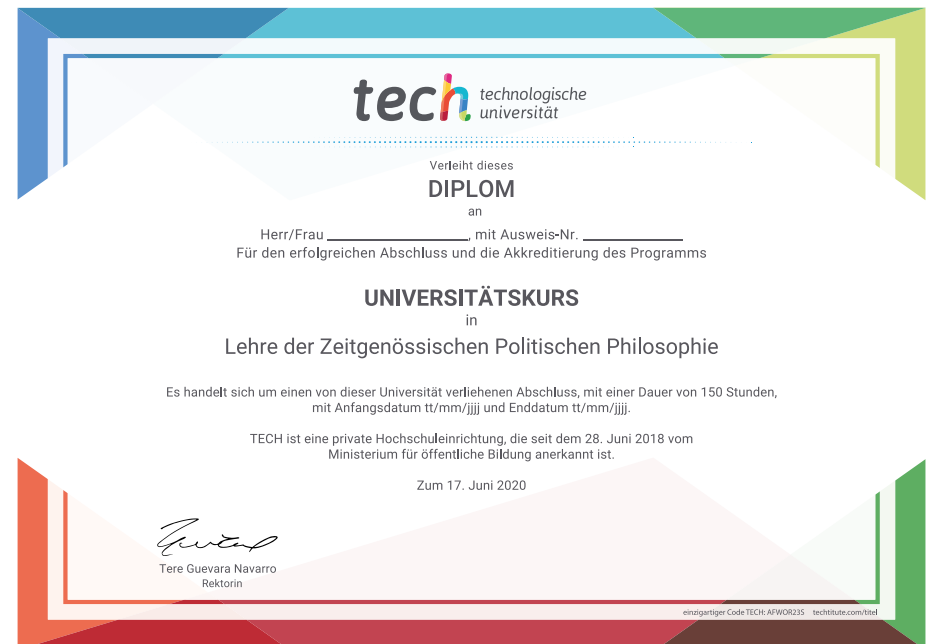 tech technologische
universität
Verleiht dieses
DIPLOM
an
Herr/Frau ____________________, mit Ausweis-Nr. ______________
Für den erfolgreichen Abschluss und die Akkreditierung des Programms
UNIVERSITÄTSKURS
in
Lehre der Zeitgenössischen Politischen Philosophie
Es handelt sich um einen von dieser Universität verliehenen Abschluss, mit einer Dauer von 150 Stunden,
mit Anfangsdatum tt/mm/jjjj und Enddatum tt/mm/jjjj.
TECH ist eine private Hochschuleinrichtung, die seit dem 28. Juni 2018 vom
Ministerium für öffentliche Bildung anerkannt ist.
Zum 17. Juni 2020
Tere Guevara Navarro
Rektorin
einzigartiger Code TECH: AFWOR23S techtitute.com/titel